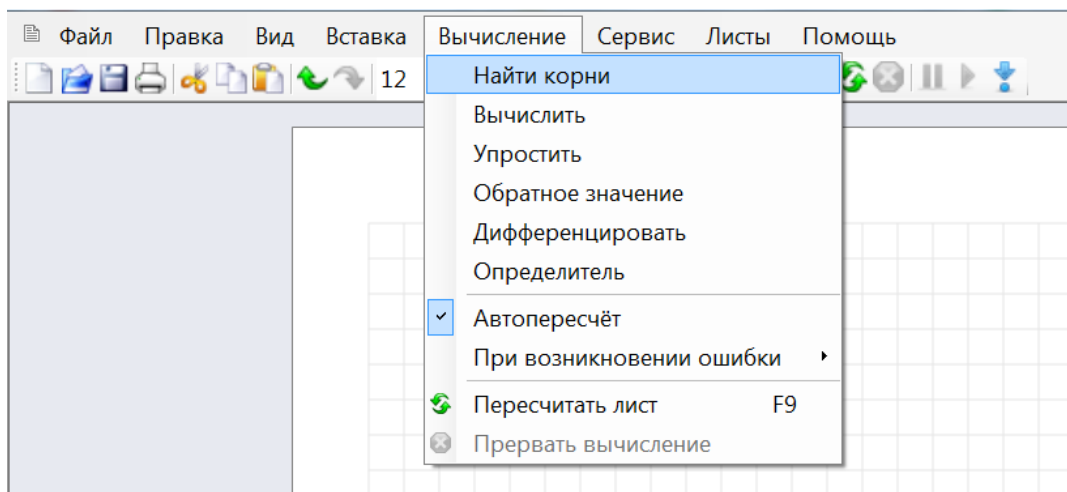 Файл Правка Вид Вставка Вычисление Сервис Листы Помощь
12
Найти корни
Вычислить
Упростить
Обратное значение
Дифференцировать
Определитель
Автопересчёт
При возникновении ошибки
Пересчитать лист F9
Прервать вычисление